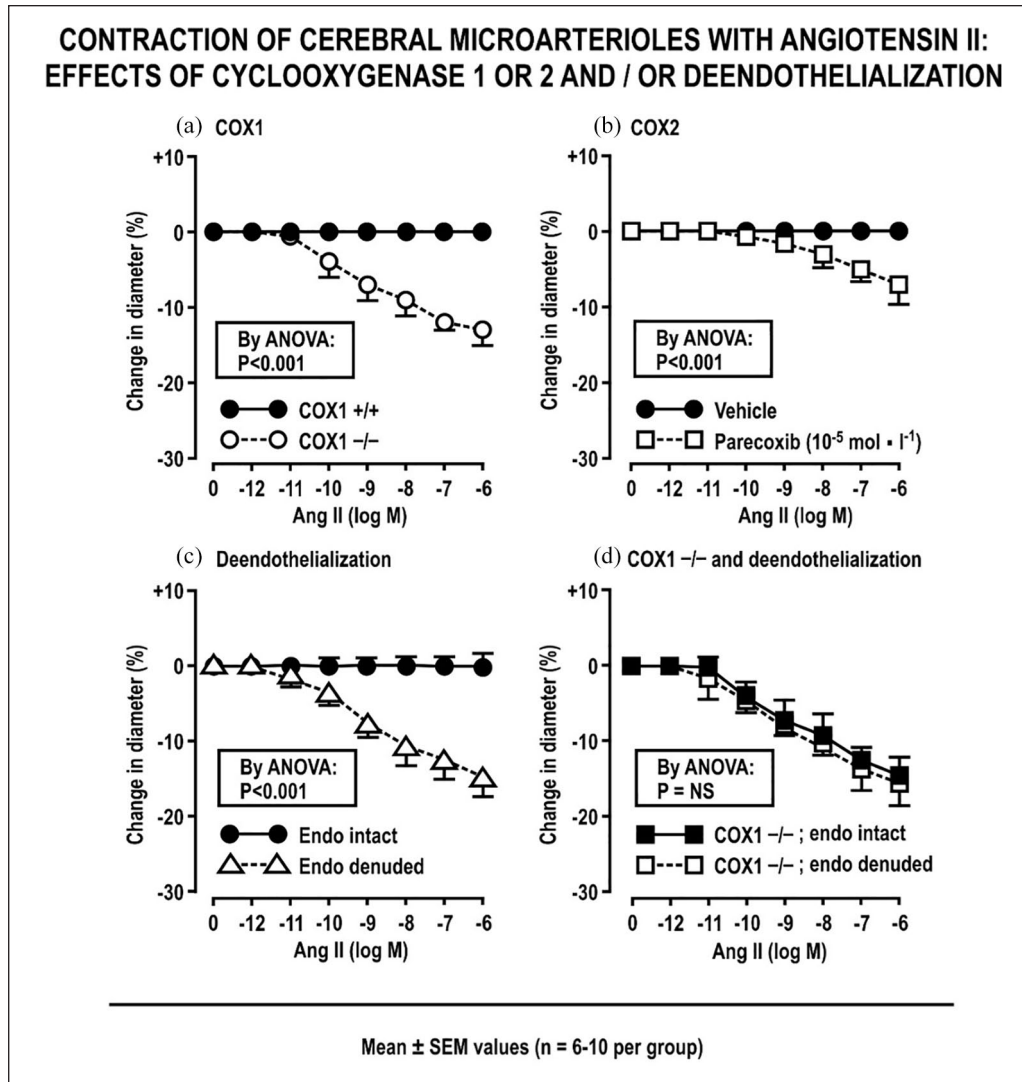 CONTRACTION OF CEREBRAL MICROARTERIOLES WITH ANGIOTENSIN II:
EFFECTS OF CYCLOOXYGENASE 1 OR 2 AND / OR DEENDOTHELIALIZATION
(a) COX1
+10
0
-10
-20
-30
Change in diameter (%)
By ANOVA:
P<0.001
COX1 +/+
COX1 –/–
0 -12 -11 -10 -9 -8 -7 -6
Ang II (log M)
(b) COX2
+10
0
-10
-20
-30
Change in diameter (%)
By ANOVA:
P<0.001
Vehicle
Parecoxib (10⁻⁵ mol ▪ l⁻¹)
0 -12 -11 -10 -9 -8 -7 -6
Ang II (log M)
(c) Deendothelialization
+10
0
-10
-20
-30
Change in diameter (%)
By ANOVA:
P<0.001
Endo intact
Endo denuded
0 -12 -11 -10 -9 -8 -7 -6
Ang II (log M)
(d) COX1 –/– and deendothelialization
+10
0
-10
-20
-30
Change in diameter (%)
By ANOVA:
P = NS
COX1 –/– ; endo intact
COX1 –/– ; endo denuded
0 -12 -11 -10 -9 -8 -7 -6
Ang II (log M)
Mean ± SEM values (n = 6-10 per group)